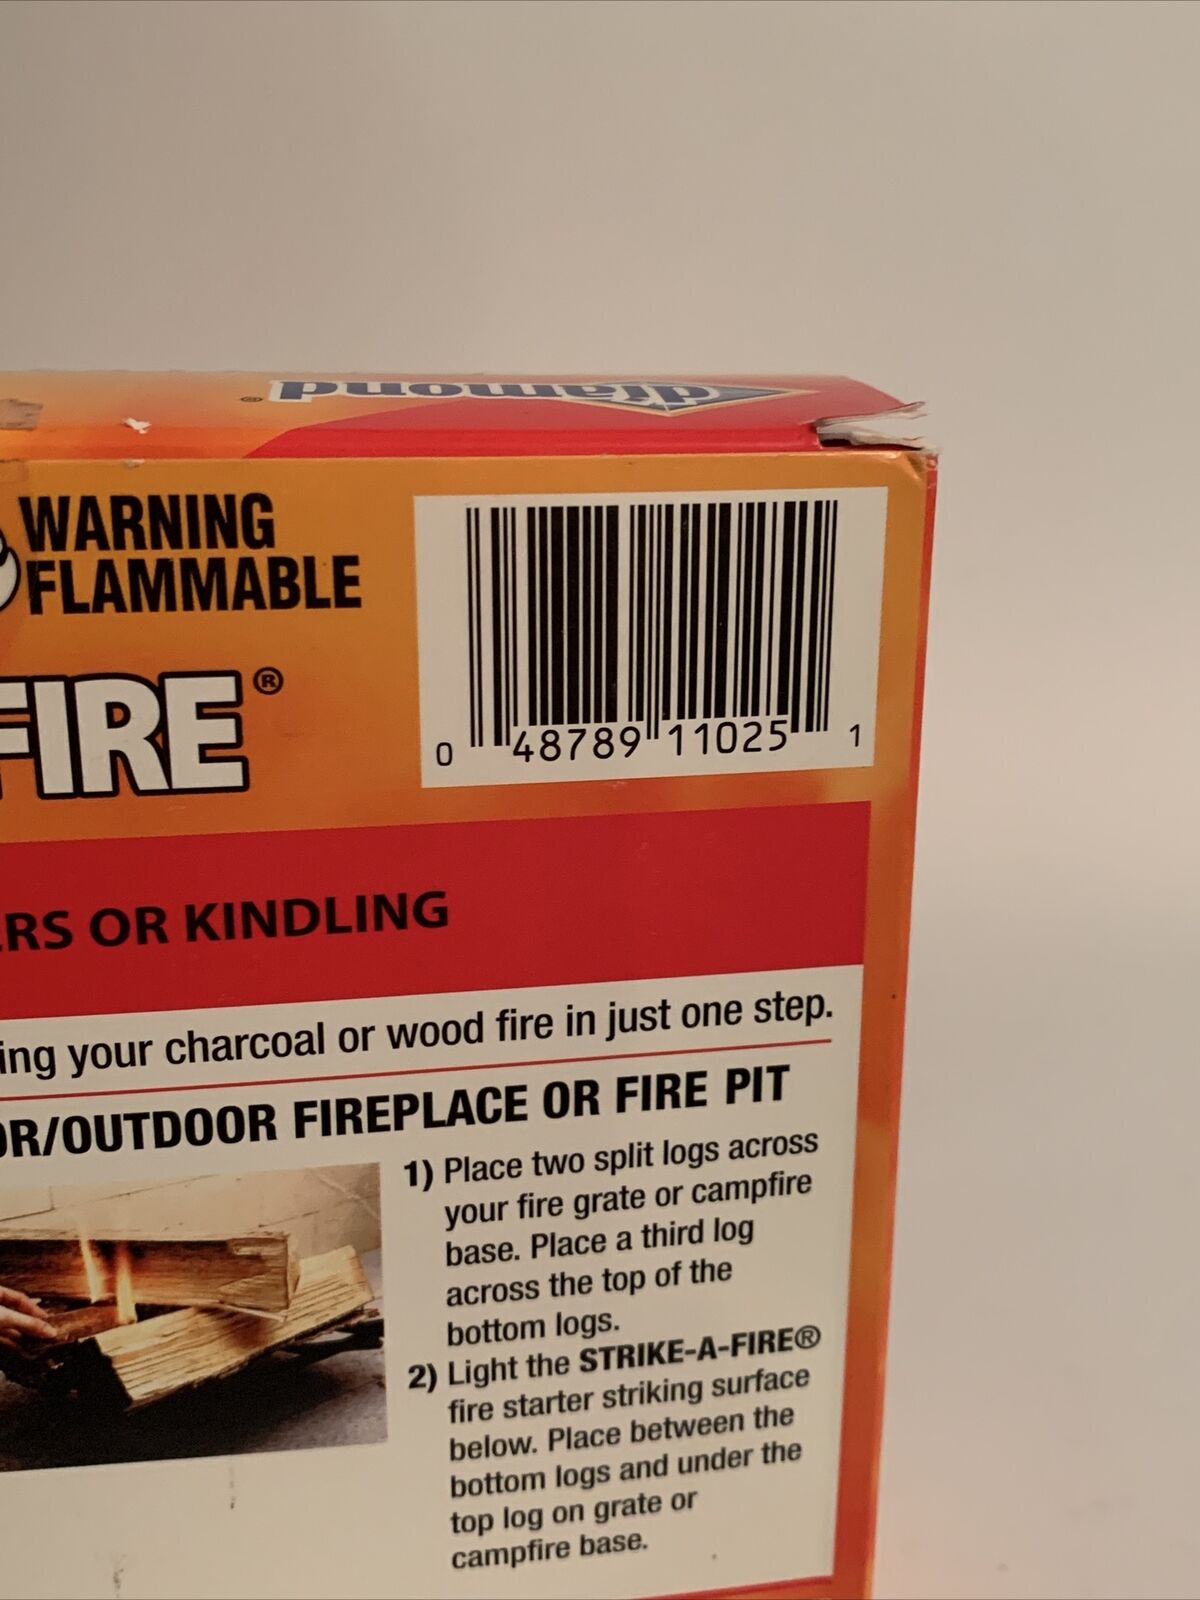 diamond®
WARNING
FLAMMABLE
FIRE®
0 48789 11025 1
ERS OR KINDLING
ing your charcoal or wood fire in just one step.
OR/OUTDOOR FIREPLACE OR FIRE PIT
1) Place two split logs across
your fire grate or campfire
base. Place a third log
across the top of the
bottom logs.
2) Light the STRIKE-A-FIRE®
fire starter striking surface
below. Place between the
bottom logs and under the
top log on grate or
campfire base.